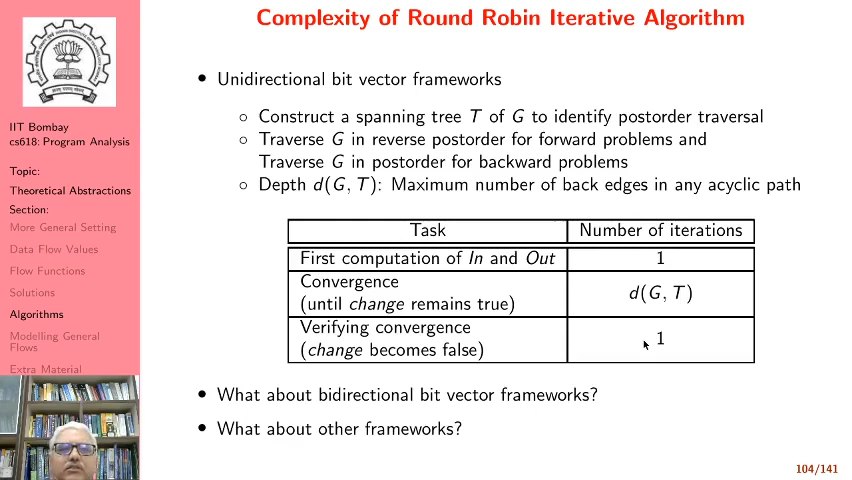 Complexity of Round Robin Iterative Algorithm
IIT Bombay
cs618: Program Analysis
Topic:
Theoretical Abstractions
Section:
More General Setting
Data Flow Values
Flow Functions
Solutions
Algorithms
Modelling General
Flows
Extra Material
• Unidirectional bit vector frameworks
◦ Construct a spanning tree T of G to identify postorder traversal
◦ Traverse G in reverse postorder for forward problems and
Traverse G in postorder for backward problems
◦ Depth d(G, T): Maximum number of back edges in any acyclic path
Task Number of iterations
First computation of In and Out 1
Convergence
(until change remains true) d(G, T)
Verifying convergence
(change becomes false) 1
• What about bidirectional bit vector frameworks?
• What about other frameworks?
104/141